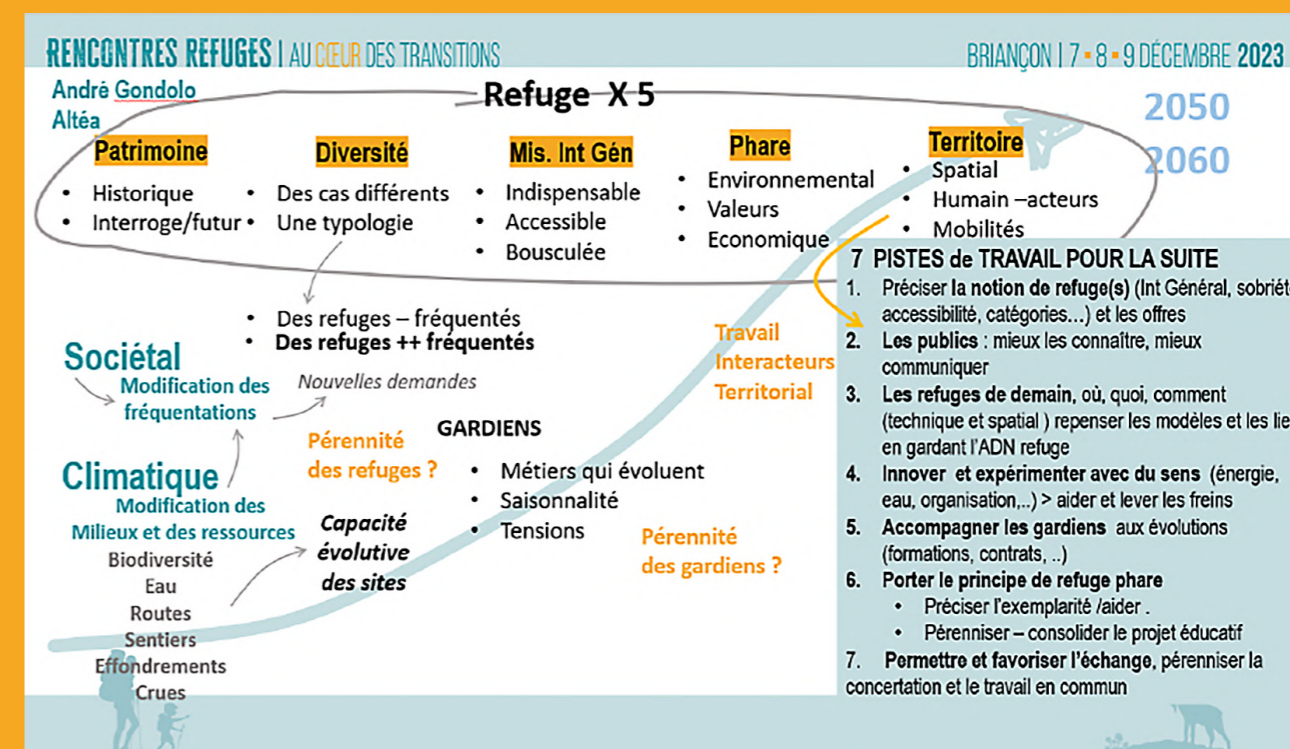 RENCONTRES REFUGES | AU CŒUR DES TRANSITIONS
BRIANÇON | 7 - 8 - 9 DÉCEMBRE 2023
André Gondolo
Altéa
Refuge X 5
2050
2060
Patrimoine
• Historique
• Interroge/futur
Diversité
• Des cas différents
• Une typologie
Mis. Int Gén
• Indispensable
• Accessible
• Bousculée
Phare
• Environnemental
• Valeurs
• Economique
Territoire
• Spatial
• Humain –acteurs
• Mobilités
• Des refuges – fréquentés
• Des refuges ++ fréquentés
Sociétal
Modification des
fréquentations
Nouvelles demandes
Climatique
Modification des
Milieux et des ressources
Biodiversité
Eau
Routes
Sentiers
Effondrements
Crues
Pérennité
des refuges ?
Capacité
évolutive
des sites
GARDIENS
• Métiers qui évoluent
• Saisonnalité
• Tensions
Pérennité
des gardiens ?
Travail
Interacteurs
Territorial
7 PISTES de TRAVAIL POUR LA SUITE
1. Préciser la notion de refuge(s) (Int Général, sobriété
accessibilité, catégories...) et les offres
2. Les publics : mieux les connaître, mieux
communiquer
3. Les refuges de demain, où, quoi, comment
(technique et spatial ) repenser les modèles et les lie
en gardant l'ADN refuge
4. Innover et expérimenter avec du sens (énergie,
eau, organisation,..) > aider et lever les freins
5. Accompagner les gardiens aux évolutions
(formations, contrats, ..)
6. Porter le principe de refuge phare
• Préciser l'exemplarité /aider .
• Pérenniser – consolider le projet éducatif
7. Permettre et favoriser l'échange, pérenniser la
concertation et le travail en commun